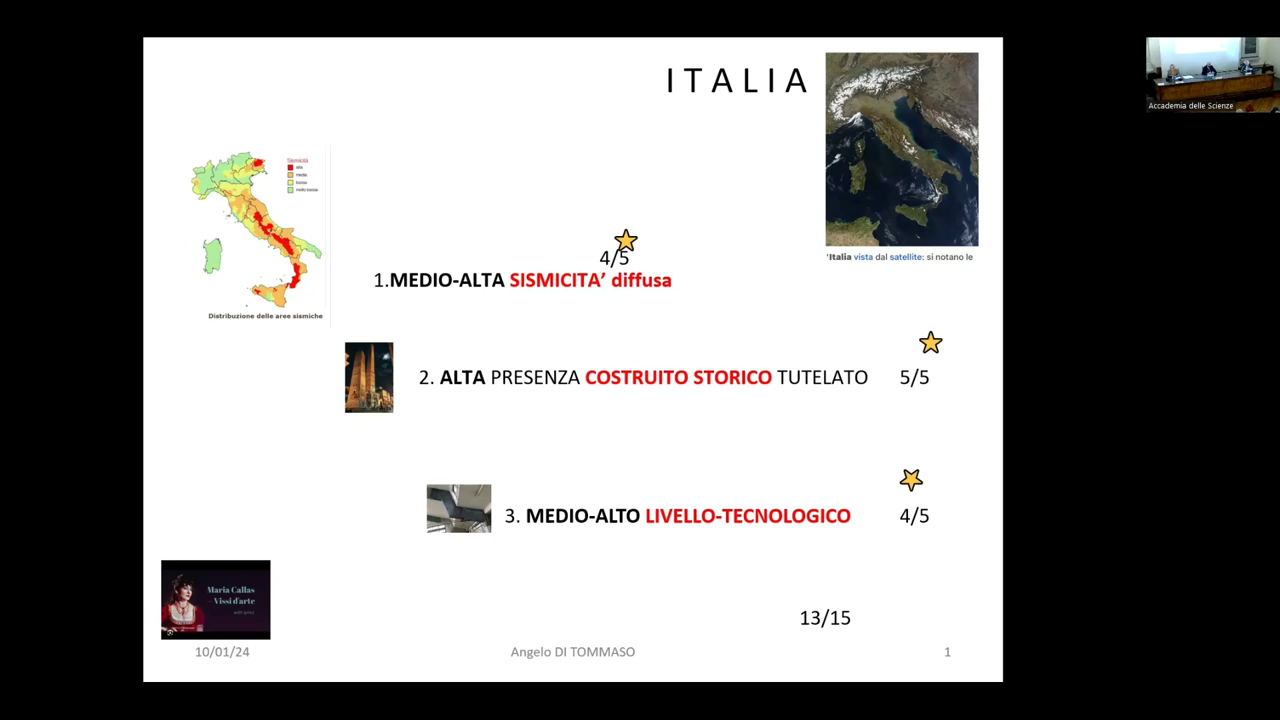 I T A L I A
Sismicità
alta
media
bassa
molto bassa
Distribuzione delle aree sismiche
'Italia vista dal satellite: si notano le
4/5
1.MEDIO-ALTA SISMICITA' diffusa
2. ALTA PRESENZA COSTRUITO STORICO TUTELATO 5/5
3. MEDIO-ALTO LIVELLO-TECNOLOGICO 4/5
Maria Callas
- Vissi d'arte
with lyrics
13/15
10/01/24 Angelo DI TOMMASO 1
Accademia delle Scienze